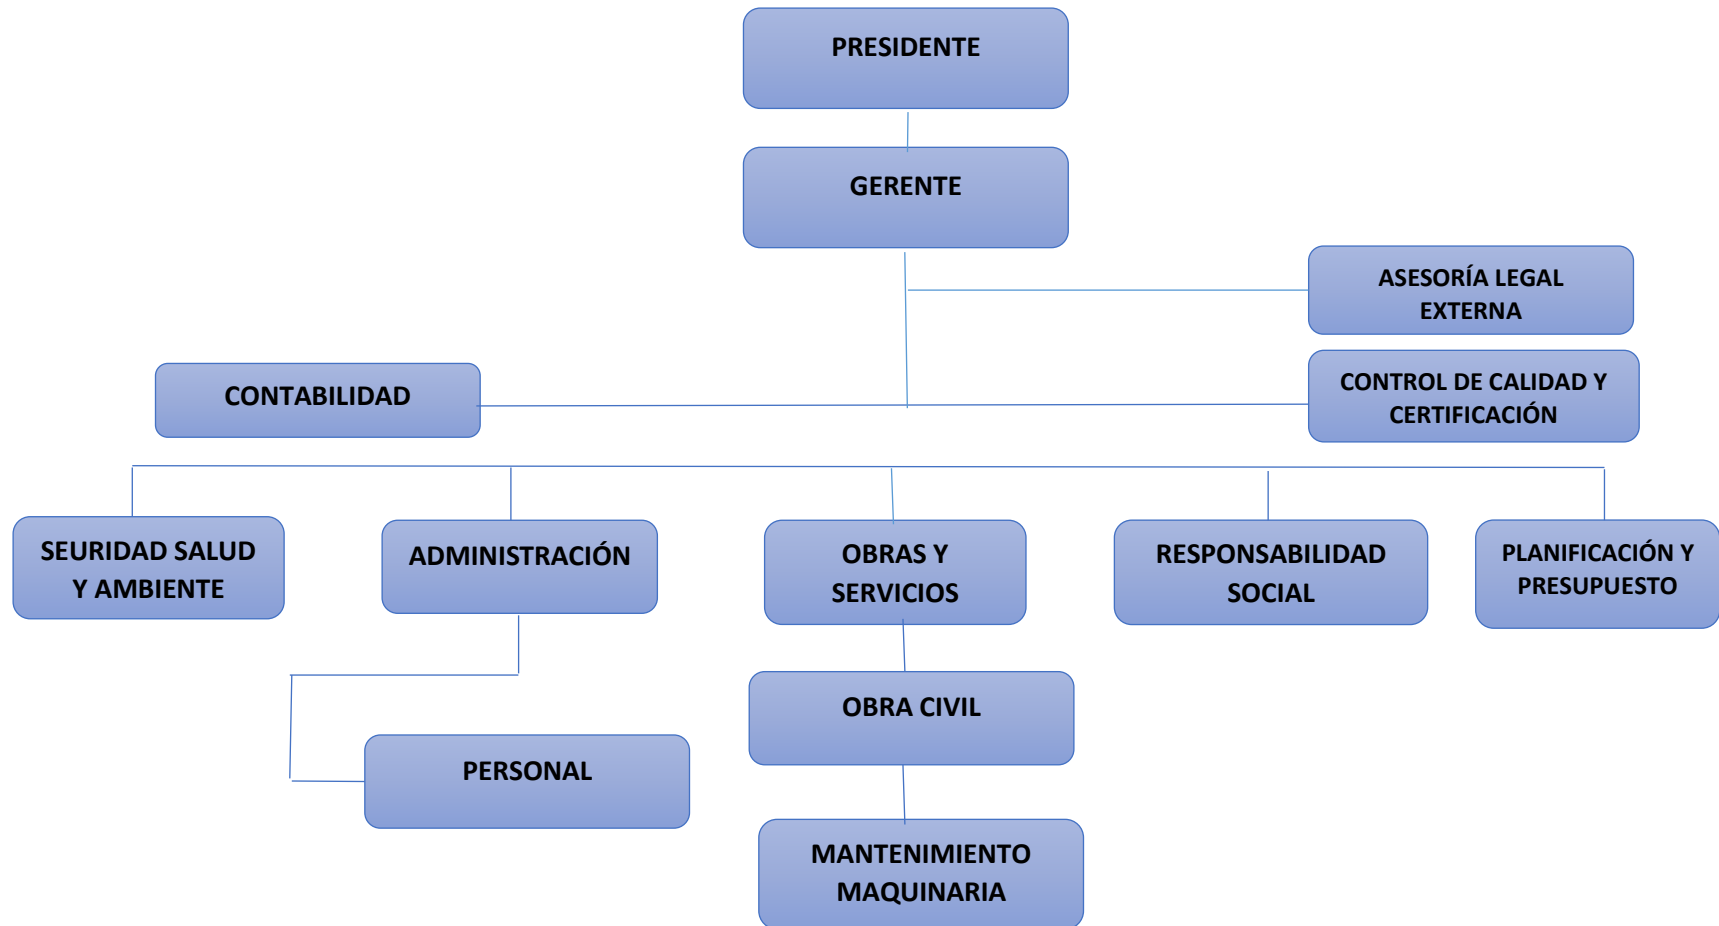 PRESIDENTE
GERENTE
ASESORÍA LEGAL
EXTERNA
CONTABILIDAD
CONTROL DE CALIDAD Y
CERTIFICACIÓN
SEURIDAD SALUD
Y AMBIENTE
ADMINISTRACIÓN
OBRAS Y
SERVICIOS
RESPONSABILIDAD
SOCIAL
PLANIFICACIÓN Y
PRESUPUESTO
OBRA CIVIL
PERSONAL
MANTENIMIENTO
MAQUINARIA